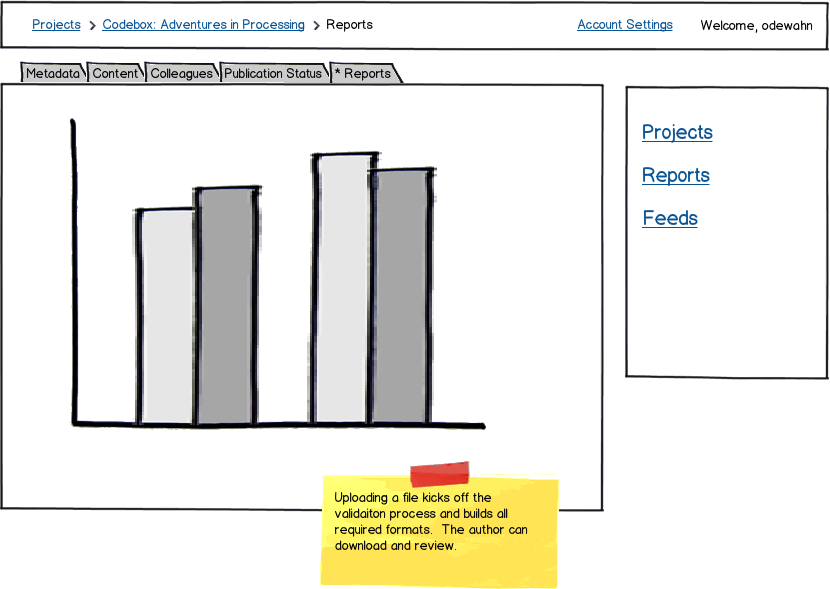 Projects > Codebox: Adventures in Processing > Reports Account Settings Welcome, odewahn
Metadata Content Colleagues Publication Status * Reports
Projects
Reports
Feeds
Uploading a file kicks off the
validaiton process and builds all
required formats. The author can
download and review.